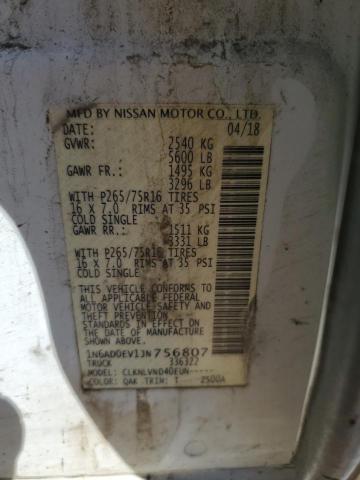 MFD BY NISSAN MOTOR CO., LTD.
DATE: 04/18
GVWR: 2540 KG
5600 LB
GAWR FR.: 1495 KG
3296 LB
WITH P265/75R16 TIRES
16 X 7.0 RIMS AT 35 PSI
COLD SINGLE
GAWR RR.: 1511 KG
3331 LB
WITH P265/75R16 TIRES
16 X 7.0 RIMS AT 35 PSI
COLD SINGLE
THIS VEHICLE CONFORMS TO ALL
APPLICABLE FEDERAL MOTOR
VEHICLE SAFETY STANDARDS IN
EFFECT ON THE DATE OF
MANUFACTURE SHOWN ABOVE.
1N6AD0EV1JN756807
TRUCK 336322
MODEL: CLKNLVND40EUN-----
COLOR: QAK TRIM: T 2500A